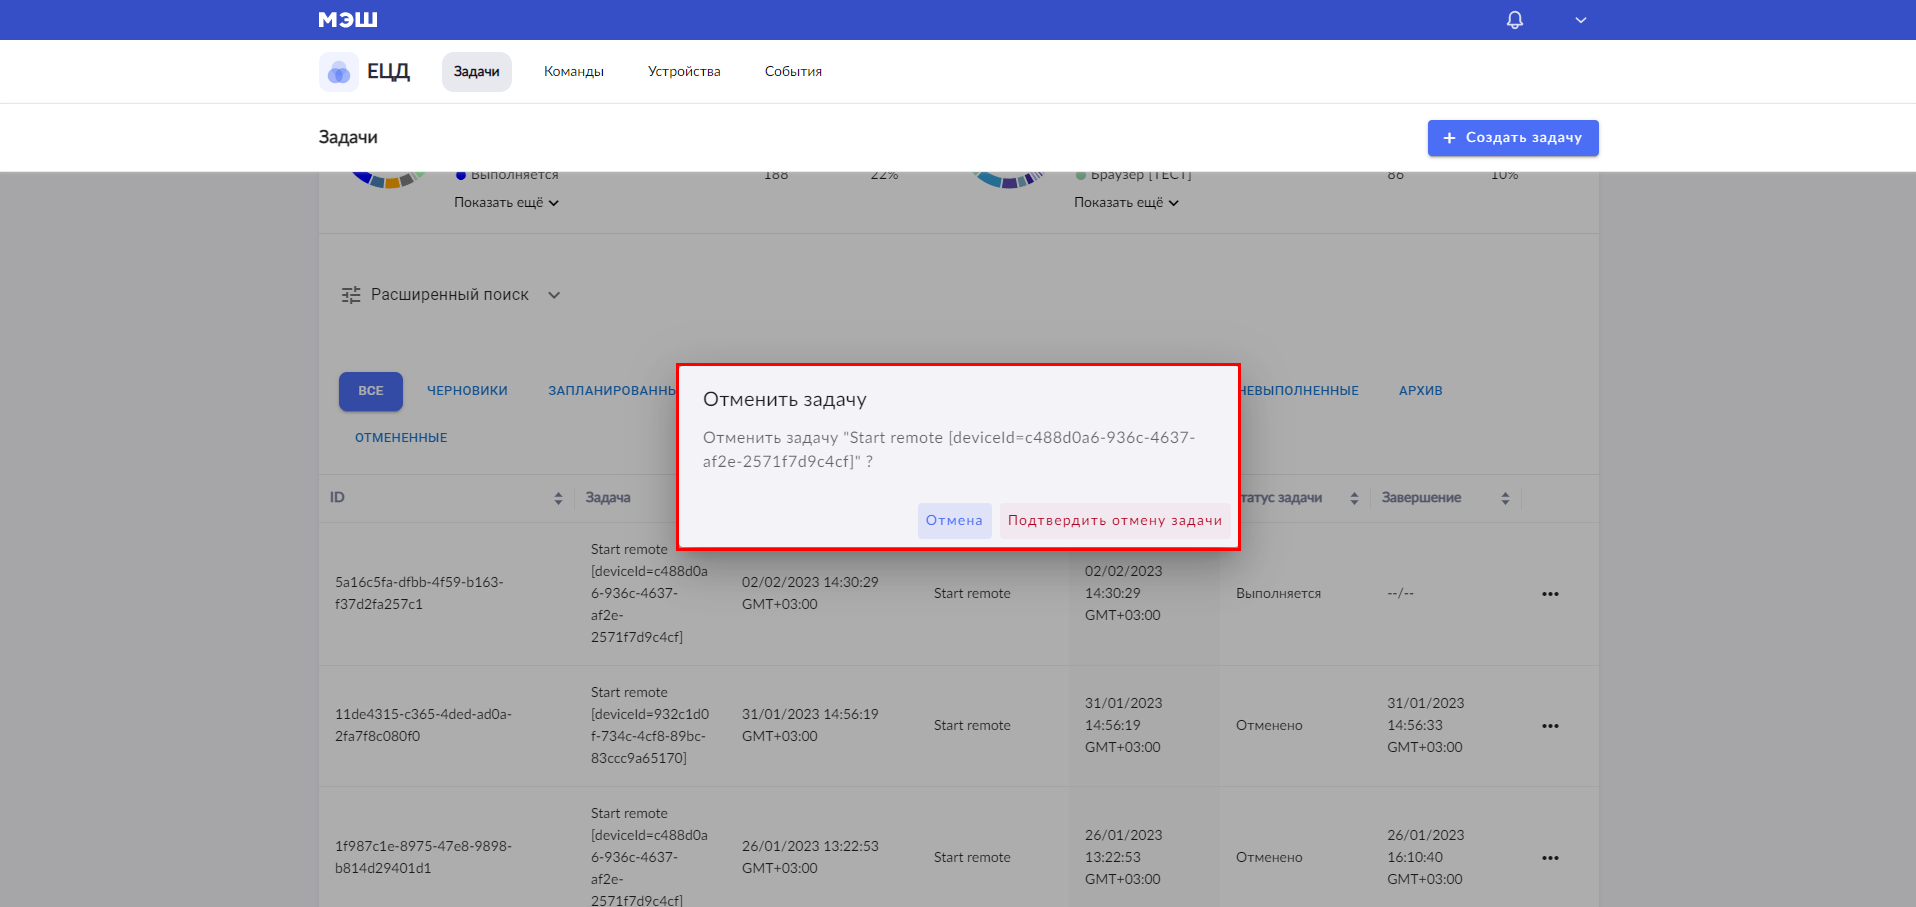 МЭШ
ЕЦД
Задачи
Команды
Устройства
События
Задачи
+ Создать задачу
Выполняется 188 22%
Браузер [ТЕСТ] 86 10%
Показать ещё
Показать ещё
Расширенный поиск
ВСЕ
ЧЕРНОВИКИ
ЗАПЛАНИРОВАНН
НЕВЫПОЛНЕННЫЕ
АРХИВ
ОТМЕНЕННЫЕ
Отменить задачу
Отменить задачу "Start remote [deviceId=c488d0a6-936c-4637-
af2e-2571f7d9c4cf]" ?
Отмена
Подтвердить отмену задачи
ID
Задача
татус задачи
Завершение
5a16c5fa-dfbb-4f59-b163-
f37d2fa257c1
Start remote
[deviceId=c488d0a
6-936c-4637-
af2e-
2571f7d9c4cf]
02/02/2023 14:30:29
GMT+03:00
Start remote
02/02/2023
14:30:29
GMT+03:00
Выполняется
--/--
11de4315-c365-4ded-ad0a-
2fa7f8c080f0
Start remote
[deviceId=932c1d0
f-734c-4cf8-89bc-
83ccc9a65170]
31/01/2023 14:56:19
GMT+03:00
Start remote
31/01/2023
14:56:19
GMT+03:00
Отменено
31/01/2023
14:56:33
GMT+03:00
1f987c1e-8975-47e8-9898-
b814d29401d1
Start remote
[deviceId=c488d0a
6-936c-4637-
af2e-
2571f7d9c4cf]
26/01/2023 13:22:53
GMT+03:00
Start remote
26/01/2023
13:22:53
GMT+03:00
Отменено
26/01/2023
16:10:40
GMT+03:00